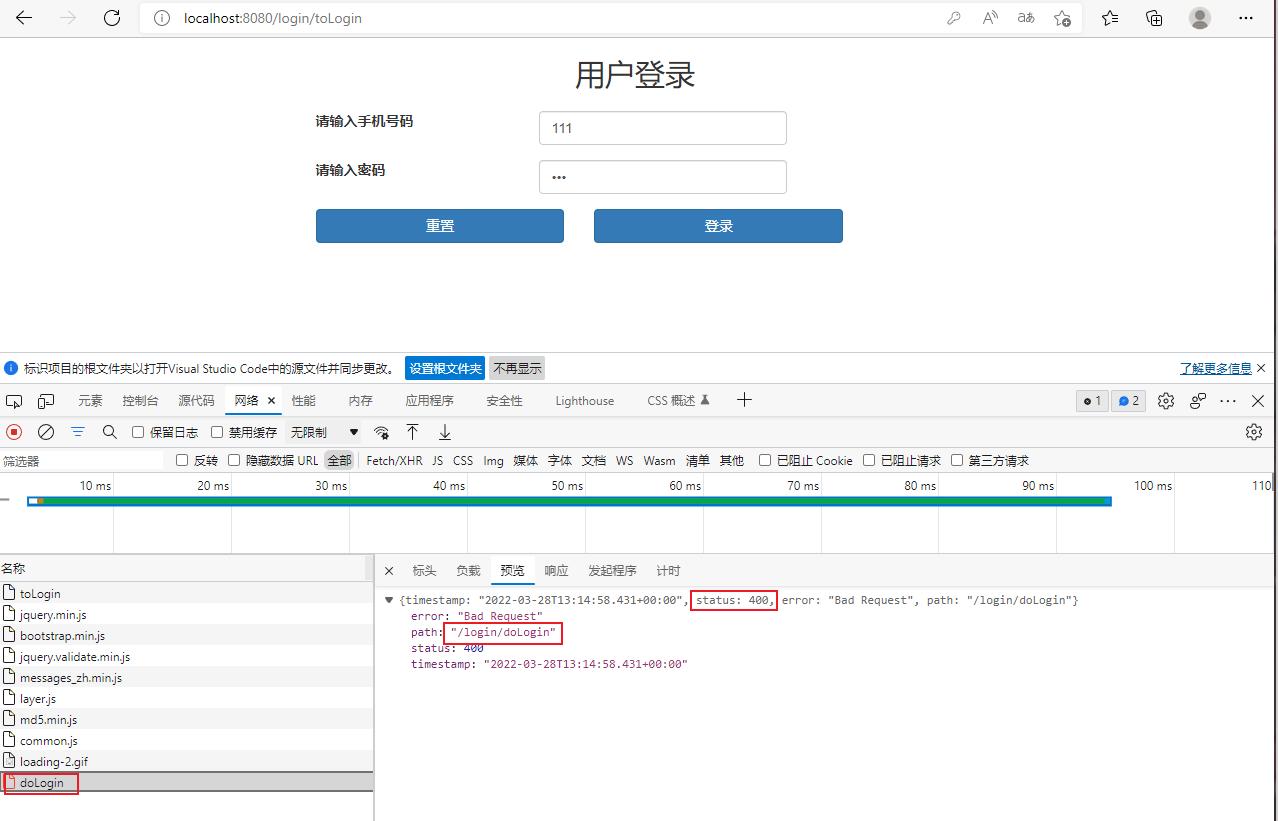 localhost:8080/login/toLogin
用户登录
请输入手机号码 111
请输入密码 •••
重置 登录
标识项目的根文件夹以打开Visual Studio Code中的源文件并同步更改。 设置根文件夹 不再显示 了解更多信息
元素 控制台 源代码 网络 性能 内存 应用程序 安全性 Lighthouse CSS 概述 1 2
保留日志 禁用缓存 无限制
筛选器 反转 隐藏数据 URL 全部 Fetch/XHR JS CSS Img 媒体 字体 文档 WS Wasm 清单 其他 已阻止 Cookie 已阻止请求 第三方请求
10 ms 20 ms 30 ms 40 ms 50 ms 60 ms 70 ms 80 ms 90 ms 100 ms 110
名称
toLogin
jquery.min.js
bootstrap.min.js
jquery.validate.min.js
messages_zh.min.js
layer.js
md5.min.js
common.js
loading-2.gif
doLogin
标头 负载 预览 响应 发起程序 计时
{timestamp: "2022-03-28T13:14:58.431+00:00", status: 400, error: "Bad Request", path: "/login/doLogin"}
error: "Bad Request"
path: "/login/doLogin"
status: 400
timestamp: "2022-03-28T13:14:58.431+00:00"